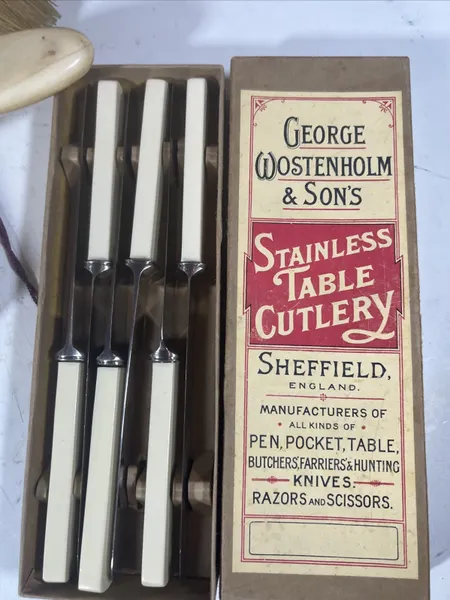 GEORGE
WOSTENHOLM
& SON'S
STAINLESS
TABLE
CUTLERY
SHEFFIELD,
ENGLAND.
MANUFACTURERS OF
• ALL KINDS OF •
PEN, POCKET, TABLE,
BUTCHERS', FARRIERS' & HUNTING
KNIVES,
RAZORS AND SCISSORS.